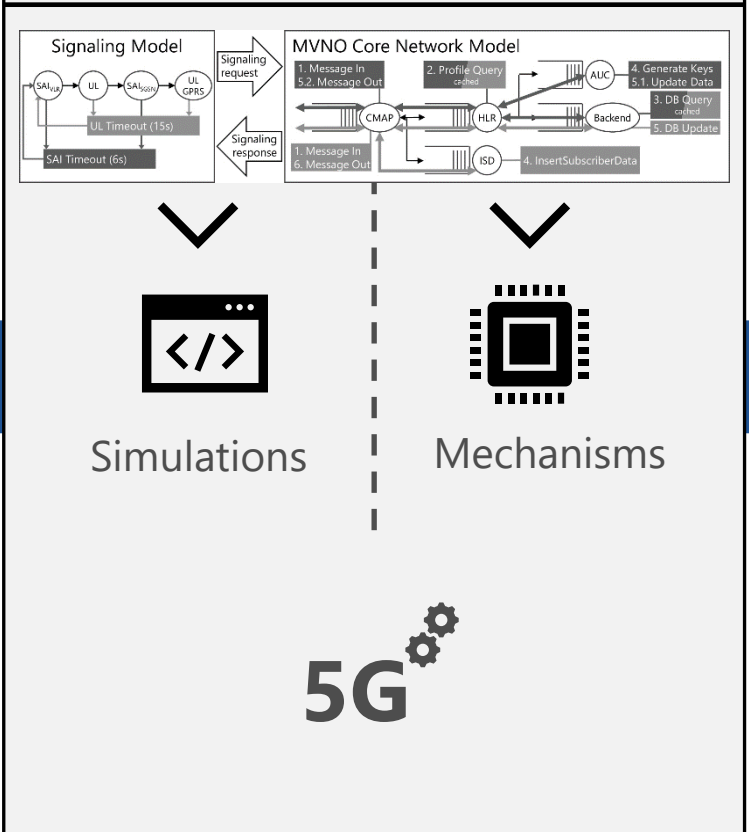 Signaling Model
SAI VLR
UL
SAI SGSN
UL
GPRS
UL Timeout (15s)
SAI Timeout (6s)
Signaling
request
Signaling
response
MVNO Core Network Model
1. Message In
5.2. Message Out
2. Profile Query
cached
AUC
4. Generate Keys
5.1. Update Data
CMAP
HLR
Backend
3. DB Query
cached
5. DB Update
1. Message In
6. Message Out
ISD
4. InsertSubscriberData
</>
Simulations
Mechanisms
5G